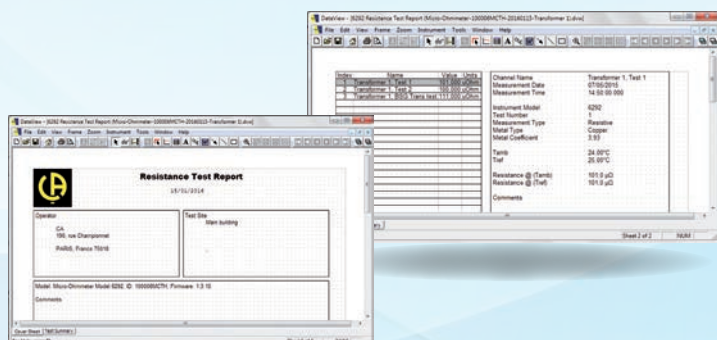 DataView - [6292 Resistance Test Report (Micro-Ohmmeter-100006MCTH-20160115-Transformer 1).dvw]
File Edit View Frame Zoom Instrument Tools Window Help
Index Name Value Units
1 Transformer 1, Test 1 101.000 uOhm
2 Transformer 1, Test 2 100.000 uOhm
3 Transformer 1, BSG Trans test 111.000 uOhm
Channel Name Transformer 1, Test 1
Measurement Date 07/05/2015
Measurement Time 14:50:00.000
Instrument Model 6292
Test Number 1
Measurement Type Resistive
Metal Type Copper
Metal Coefficient 3.93
Tamb 24.00°C
Tref 25.00°C
Resistance @ (Tamb) 101.0 µΩ
Resistance @ (Tref) 101.0 µΩ
Comments
Sheet 2 of 2 NUM
DataView - [6292 Resistance Test Report (Micro-Ohmmeter-100006MCTH-20160115-Transformer 1).dvw]
File Edit View Frame Zoom Instrument Tools Window Help
Resistance Test Report
15/01/2016
Operator
CA
190, rue Championnet
PARIS, France 75018
Test Site
Main building
Model: Micro-Ohmmeter Model 6292, ID: 100006MCTH, Firmware: 1.3.10
Comments
Cover Sheet Test Summary